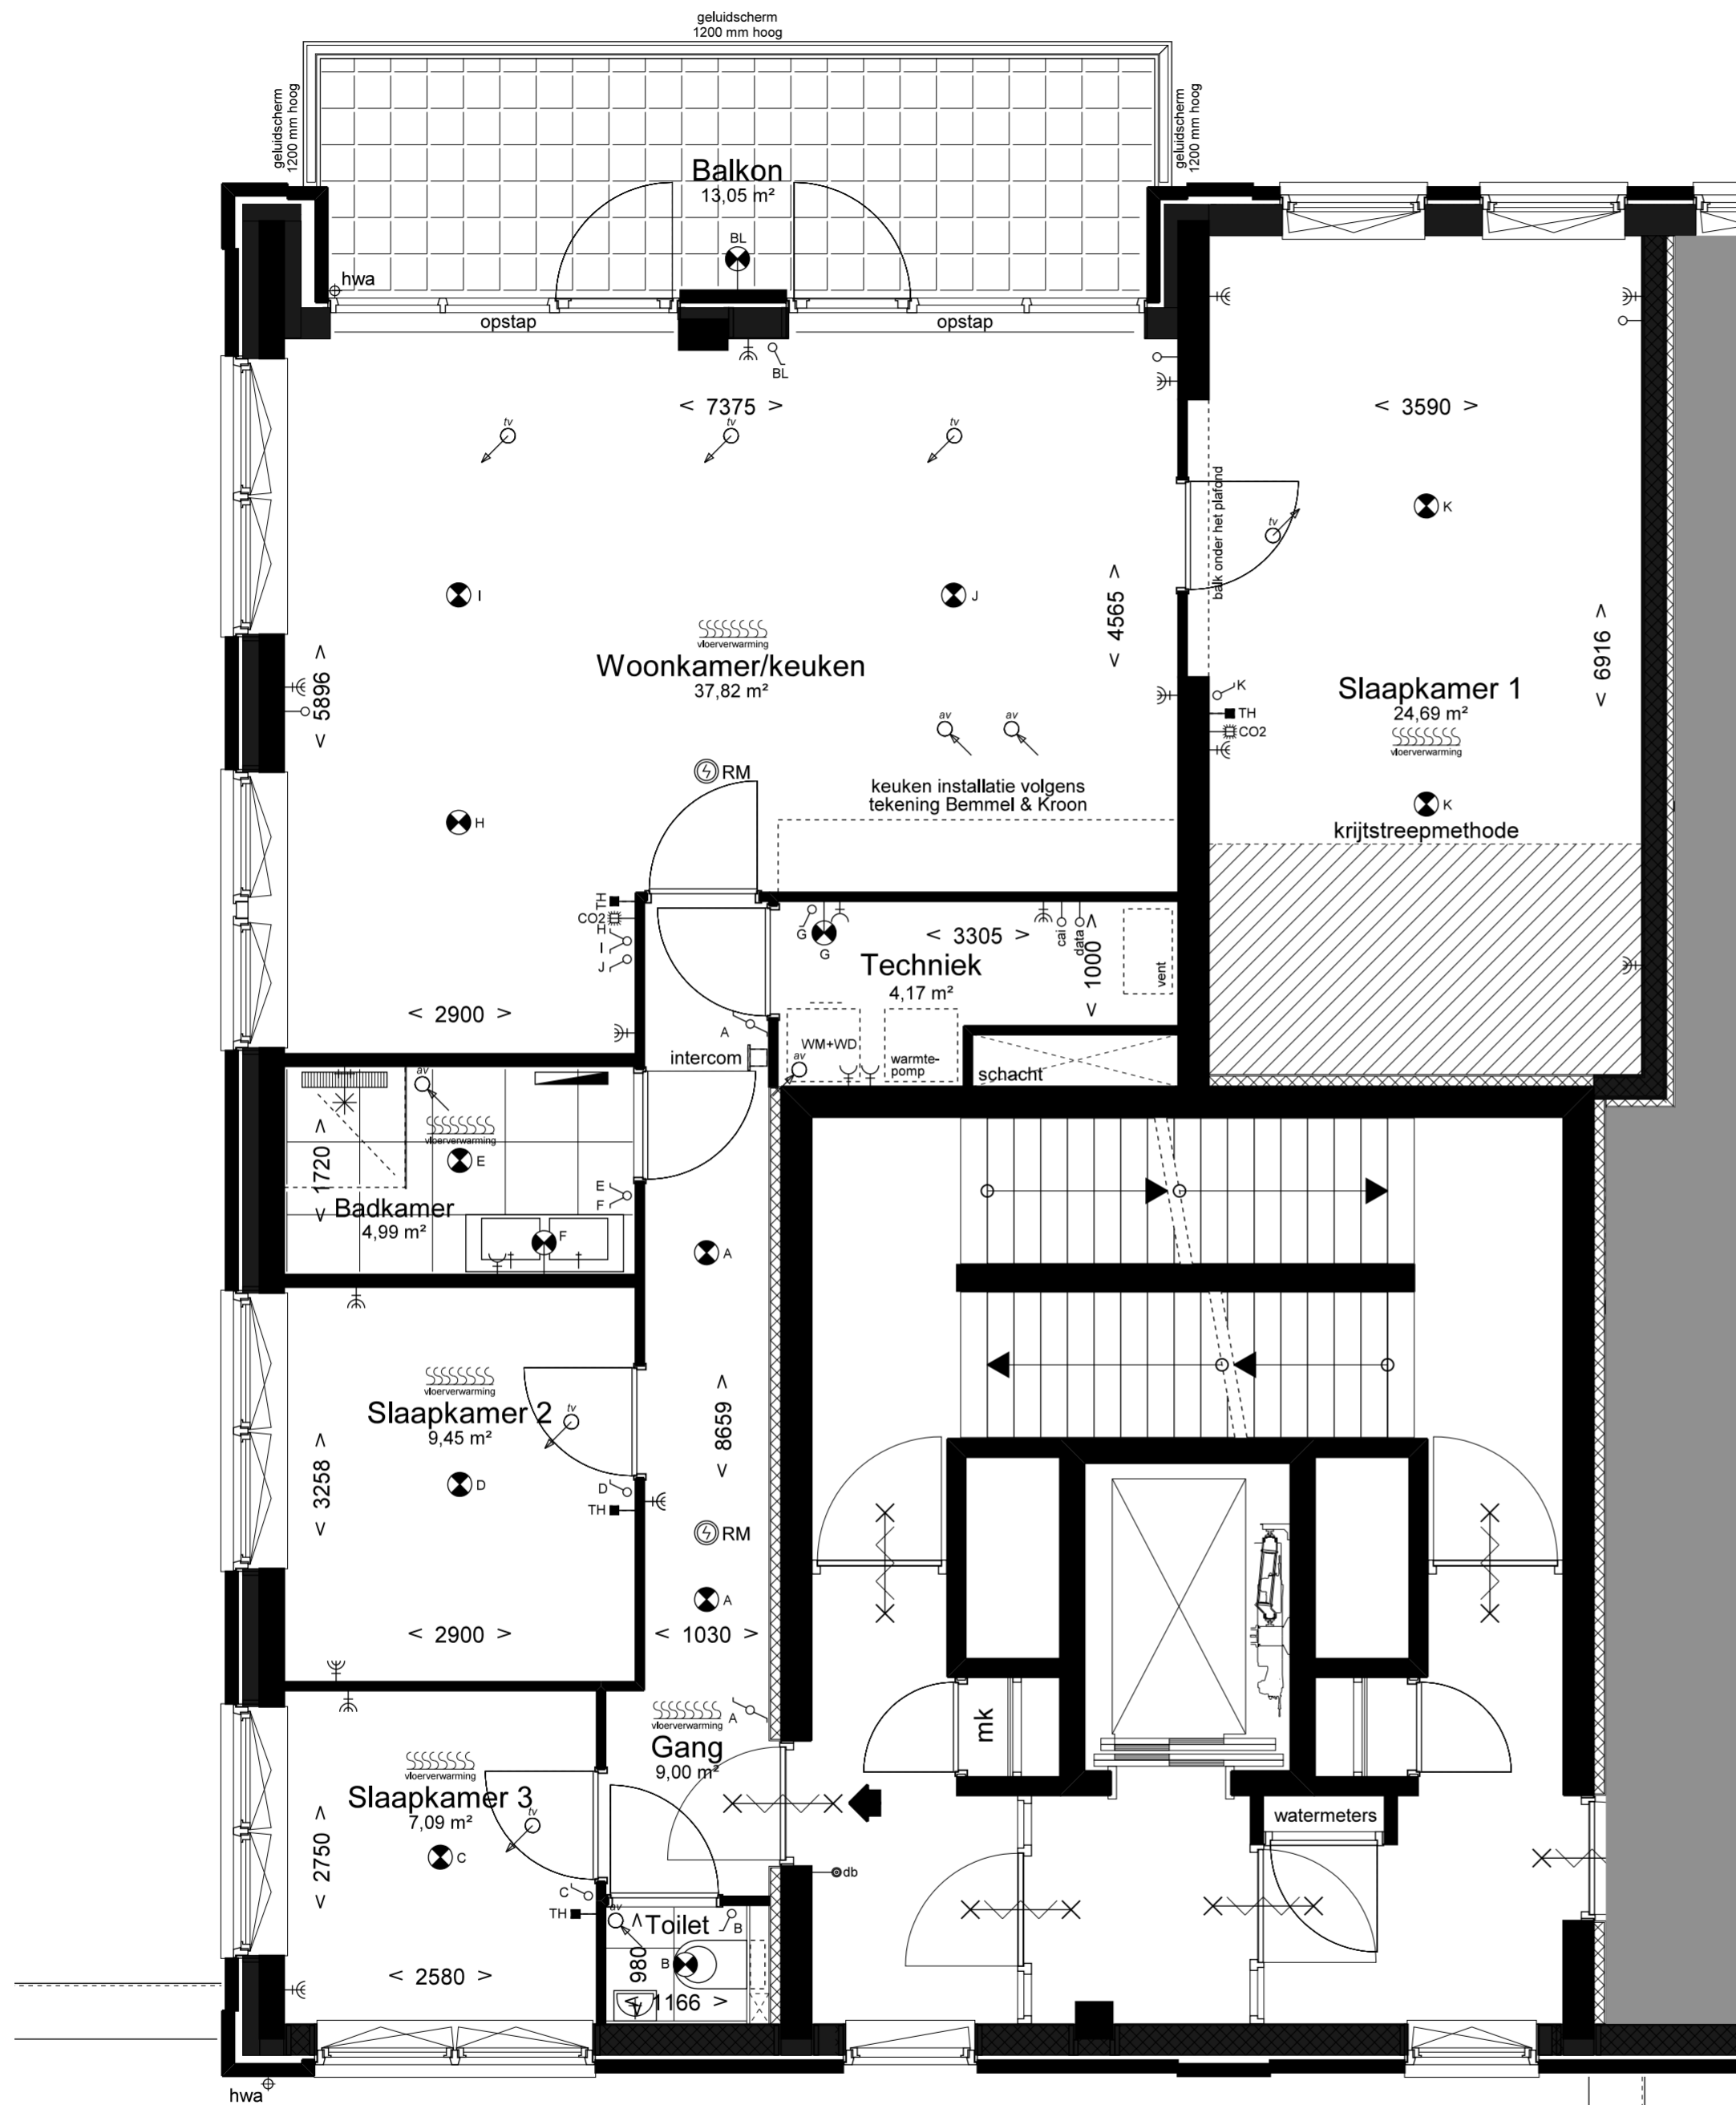 geluidscherm
1200 mm hoog
geluidscherm
1200 mm hoog
geluidscherm
1200 mm hoog
Balkon
13,05 m²
BL
hwa
opstap
opstap
BL
< 7375 >
< 3590 >
tv
tv
tv
balk onder het plafond
K
tv
I
J
< 4565 >
vloerverwarming
Woonkamer/keuken
37,82 m²
< 5896 >
< 6916 >
K
TH
CO2
Slaapkamer 1
24,69 m²
vloerverwarming
av
av
RM
keuken installatie volgens
tekening Bemmel & Kroon
K
krijtstreepmethode
H
TH
CO2
H
I
J
G
G
< 3305 >
cai
data
< 1000 >
vent
Techniek
4,17 m²
< 2900 >
A
intercom
WM+WD
av
warmte-
pomp
schacht
av
vloerverwarming
E
< 1720 >
Badkamer
4,99 m²
E
F
F
A
vloerverwarming
Slaapkamer 2
9,45 m²
tv
< 8659 >
< 3258 >
D
D
TH
RM
A
< 2900 >
< 1030 >
vloerverwarming
A
mk
Gang
9,00 m²
vloerverwarming
Slaapkamer 3
7,09 m²
tv
watermeters
< 2750 >
C
C
TH
db
av
Toilet
B
B
< 980 >
< 2580 >
< 1166 >
hwa